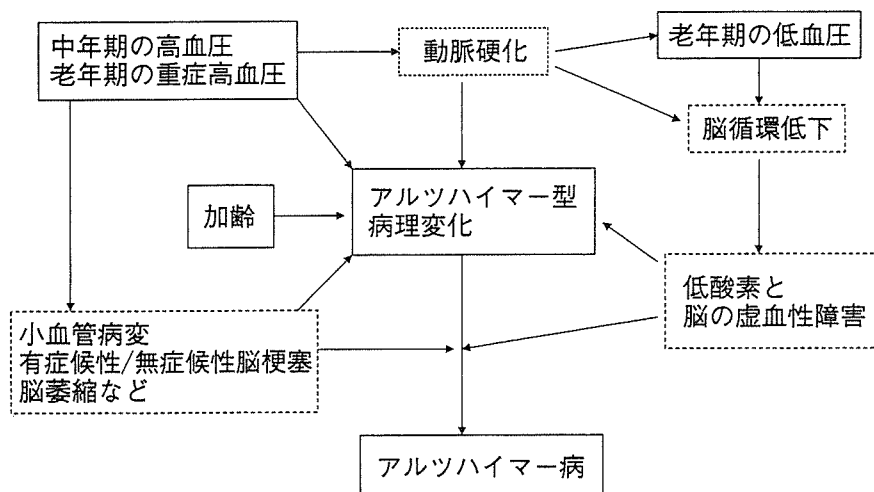 中年期の高血圧
老年期の重症高血圧
動脈硬化
老年期の低血圧
脳循環低下
加齢
アルツハイマー型
病理変化
低酸素と
脳の虚血性障害
小血管病変
有症候性/無症候性脳梗塞
脳萎縮など
アルツハイマー病